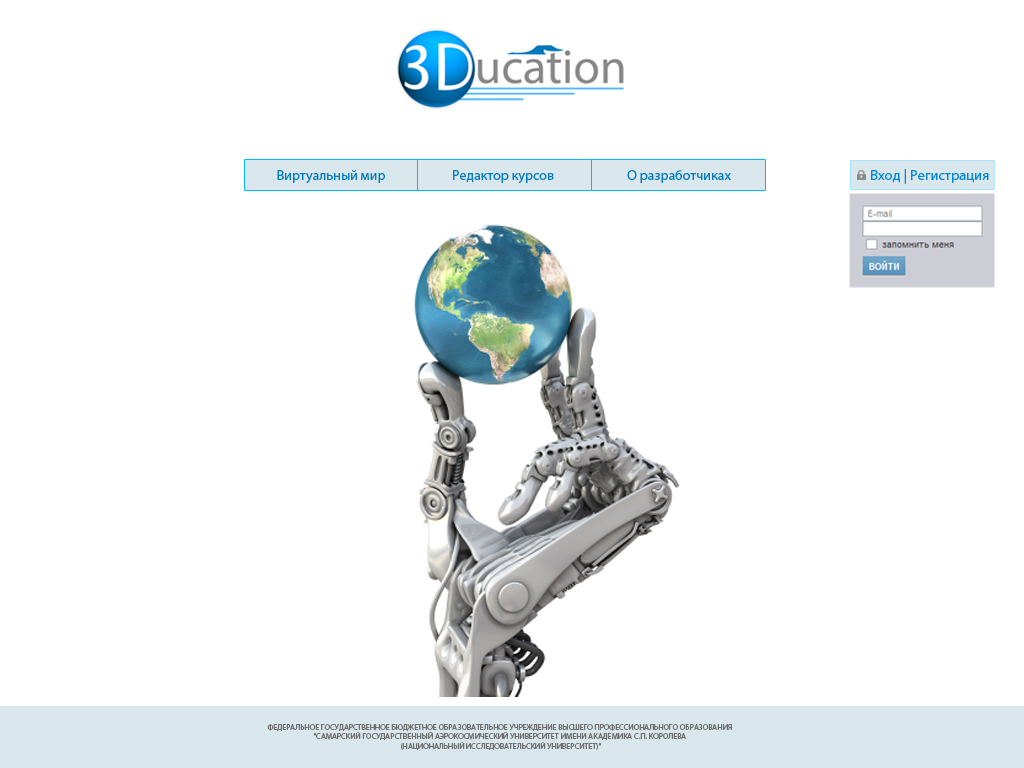 3Ducation
Виртуальный мир
Редактор курсов
О разработчиках
Вход | Регистрация
E-mail
запомнить меня
ВОЙТИ
ФЕДЕРАЛЬНОЕ ГОСУДАРСТВЕННОЕ БЮДЖЕТНОЕ ОБРАЗОВАТЕЛЬНОЕ УЧРЕЖДЕНИЕ ВЫСШЕГО ПРОФЕССИОНАЛЬНОГО ОБРАЗОВАНИЯ
"САМАРСКИЙ ГОСУДАРСТВЕННЫЙ АЭРОКОСМИЧЕСКИЙ УНИВЕРСИТЕТ ИМЕНИ АКАДЕМИКА С.П. КОРОЛЕВА
(НАЦИОНАЛЬНЫЙ ИССЛЕДОВАТЕЛЬСКИЙ УНИВЕРСИТЕТ)"